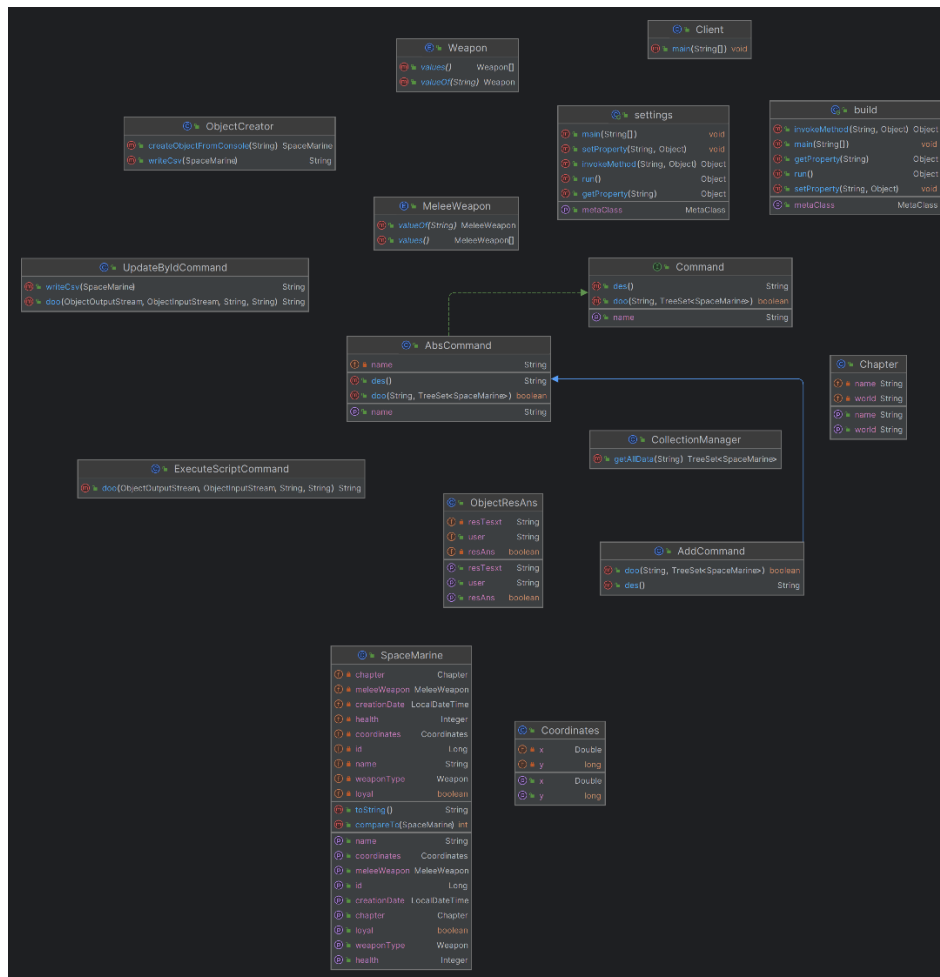 Client
main(String[]) void
Weapon
values() Weapon[]
valueOf(String) Weapon
settings
main(String[]) void
setProperty(String, Object) void
invokeMethod(String, Object) Object
run() Object
getProperty(String) Object
metaClass MetaClass
build
invokeMethod(String, Object) Object
main(String[]) void
getProperty(String) Object
run() Object
setProperty(String, Object) void
metaClass MetaClass
ObjectCreator
createObjectFromConsole(String) SpaceMarine
writeCsv(SpaceMarine) String
MeleeWeapon
valueOf(String) MeleeWeapon
values() MeleeWeapon[]
UpdateByIdCommand
writeCsv(SpaceMarine) String
doo(ObjectOutputStream, ObjectInputStream, String, String) String
Command
des() String
doo(String, TreeSet<SpaceMarine>) boolean
name String
AbsCommand
name String
des() String
doo(String, TreeSet<SpaceMarine>) boolean
name String
Chapter
name String
world String
name String
world String
CollectionManager
getAllData(String) TreeSet<SpaceMarine>
ExecuteScriptCommand
doo(ObjectOutputStream, ObjectInputStream, String, String) String
ObjectResAns
resTesxt String
user String
resAns boolean
resTesxt String
user String
resAns boolean
AddCommand
doo(String, TreeSet<SpaceMarine>) boolean
des() String
SpaceMarine
chapter Chapter
meleeWeapon MeleeWeapon
creationDate LocalDateTime
health Integer
coordinates Coordinates
id Long
name String
weaponType Weapon
loyal boolean
toString() String
compareTo(SpaceMarine) int
name String
coordinates Coordinates
meleeWeapon MeleeWeapon
id Long
creationDate LocalDateTime
chapter Chapter
loyal boolean
weaponType Weapon
health Integer
Coordinates
x Double
y long
x Double
y long